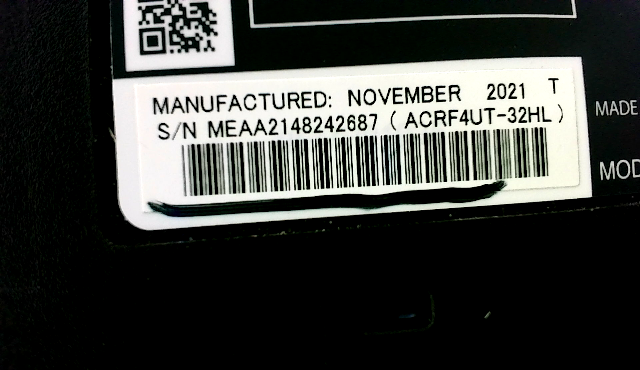 MANUFACTURED: NOVEMBER 2021 T
S/N MEAA2148242687 ( ACRF4UT-32HL )
MADE
MOD